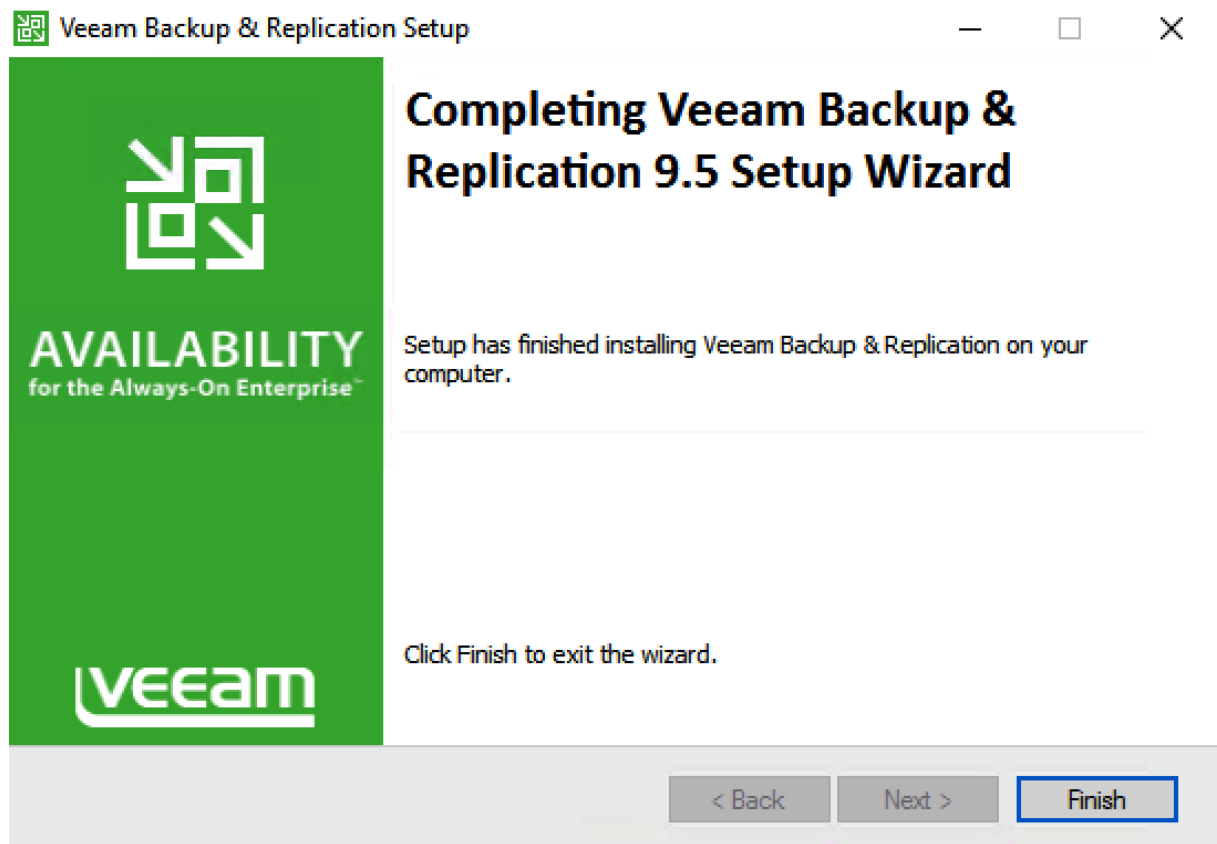 Veeam Backup & Replication Setup
Completing Veeam Backup &
Replication 9.5 Setup Wizard
AVAILABILITY
for the Always-On Enterprise™
Setup has finished installing Veeam Backup & Replication on your
computer.
Click Finish to exit the wizard.
veeam
< Back
Next >
Finish